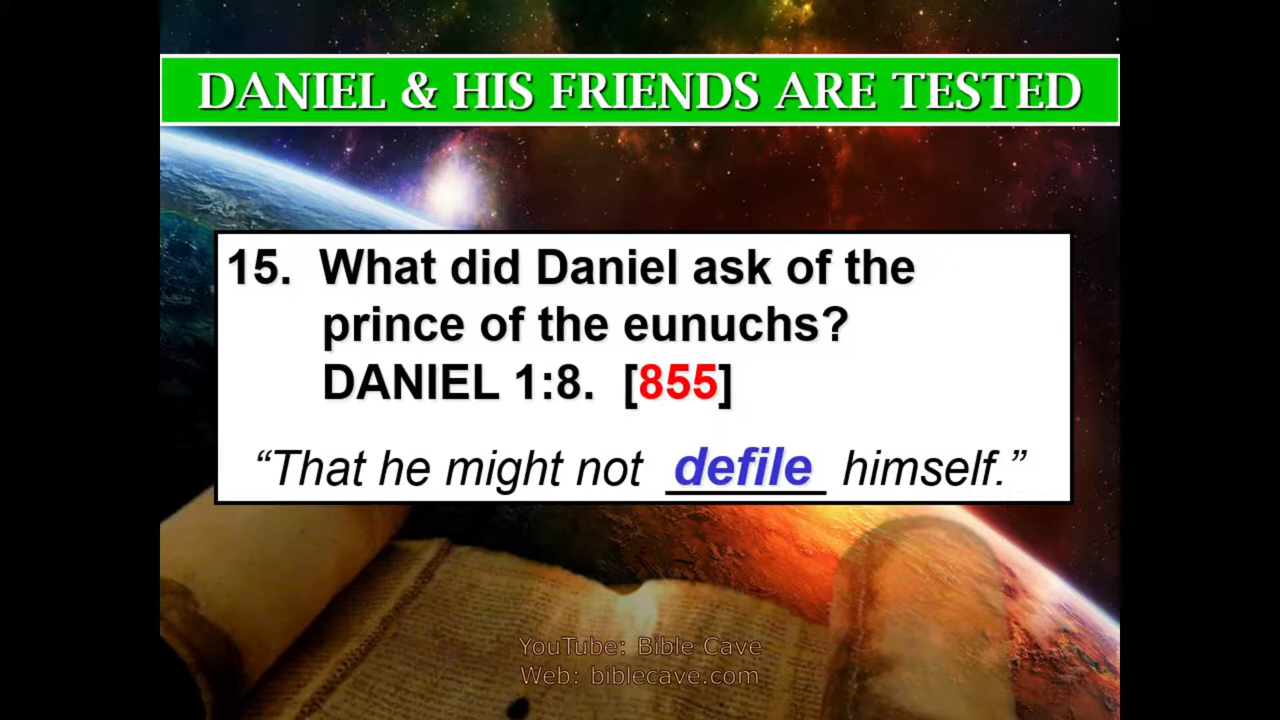 DANIEL & HIS FRIENDS ARE TESTED
15. What did Daniel ask of the
prince of the eunuchs?
DANIEL 1:8. [855]
“That he might not defile himself.”
YouTube: Bible Cave
Web: biblecave.com